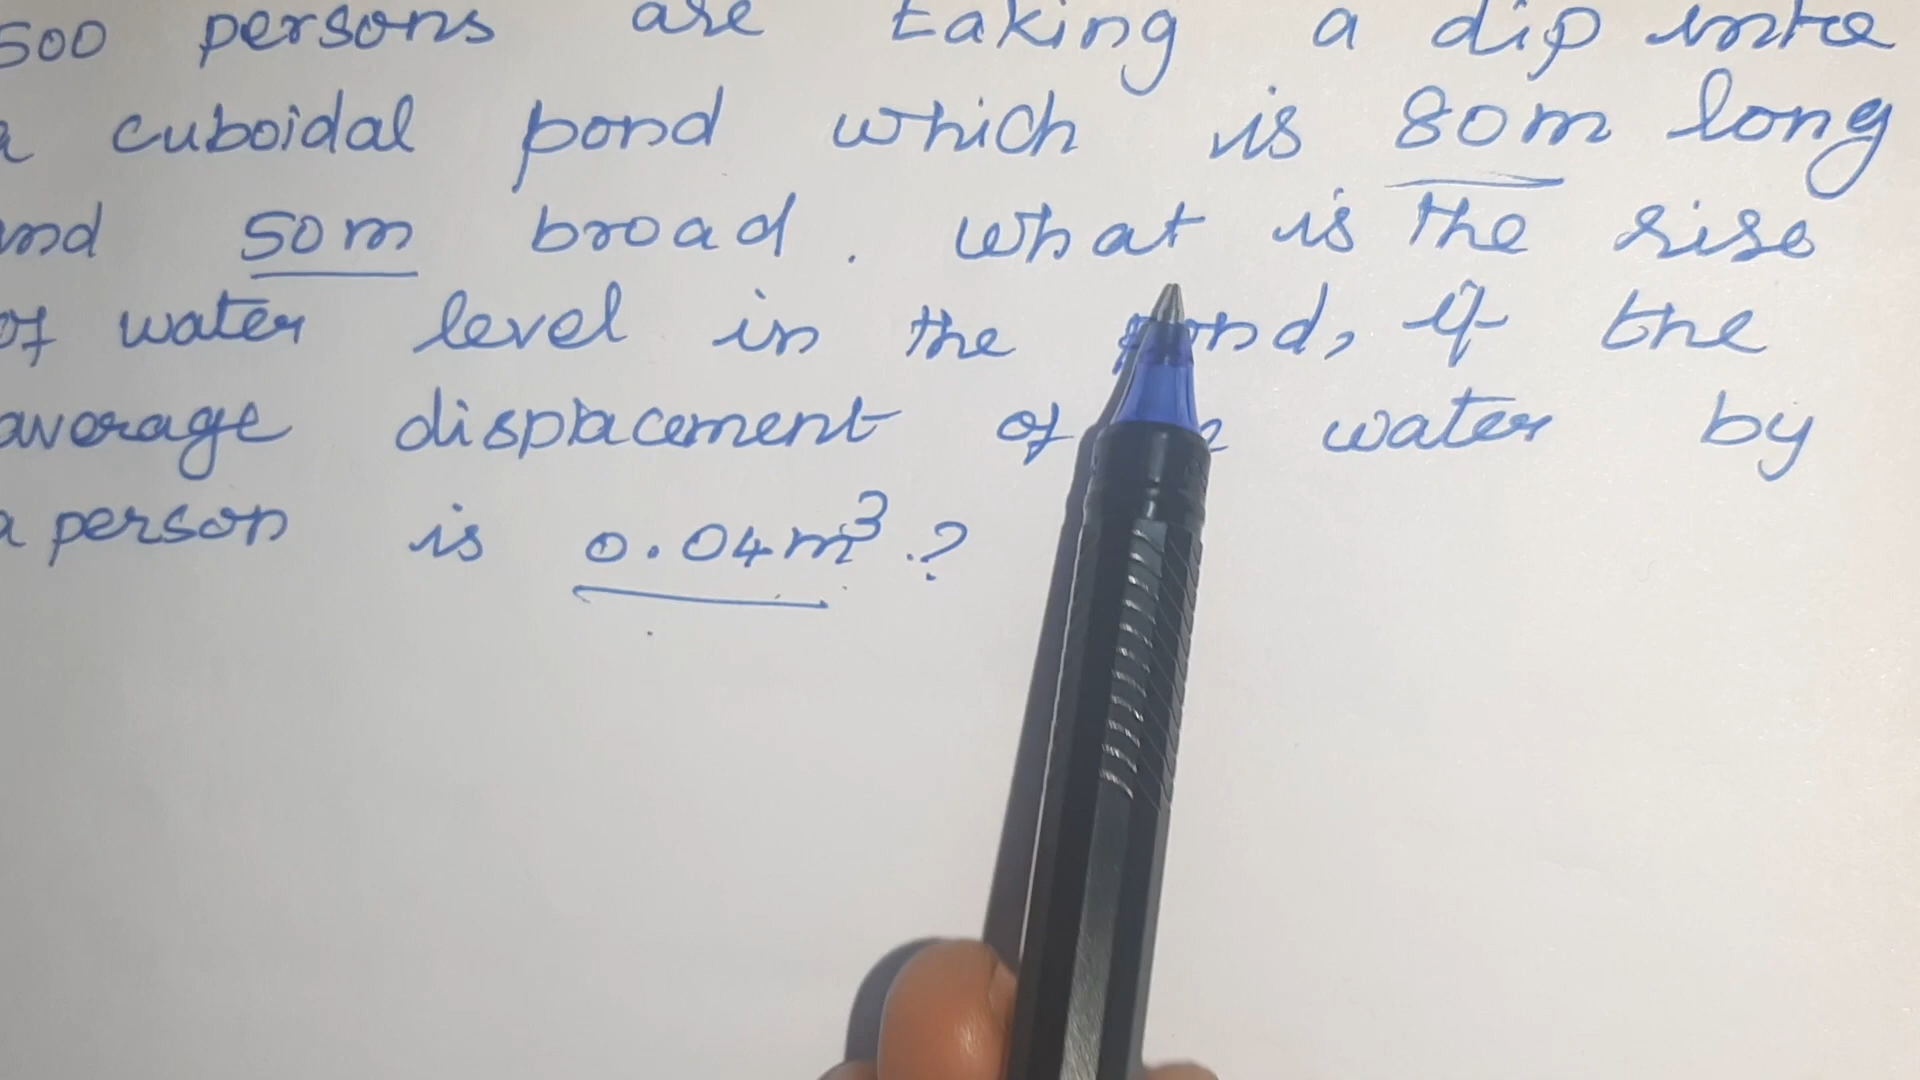 500 persons are taking a dip into
a cuboidal pond which is 80m long
and 50m broad. What is the rise
of water level in the pond, if the
average displacement of water by
a person is 0.04m³.?